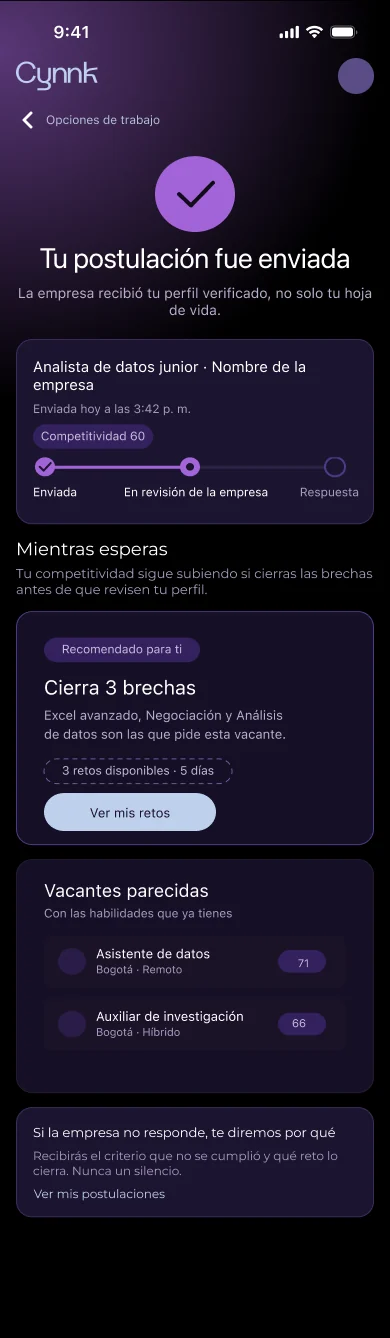 9:41
Cynnk
Opciones de trabajo
Tu postulación fue enviada
La empresa recibió tu perfil verificado, no solo tu hoja
de vida.
Analista de datos junior · Nombre de la
empresa
Enviada hoy a las 3:42 p. m.
Competitividad 60
Enviada
En revisión de la empresa
Respuesta
Mientras esperas
Tu competitividad sigue subiendo si cierras las brechas
antes de que revisen tu perfil.
Recomendado para ti
Cierra 3 brechas
Excel avanzado, Negociación y Análisis
de datos son las que pide esta vacante.
3 retos disponibles · 5 días
Ver mis retos
Vacantes parecidas
Con las habilidades que ya tienes
Asistente de datos
Bogotá · Remoto
71
Auxiliar de investigación
Bogotá · Híbrido
66
Si la empresa no responde, te diremos por qué
Recibirás el criterio que no se cumplió y qué reto lo
cierra. Nunca un silencio.
Ver mis postulaciones